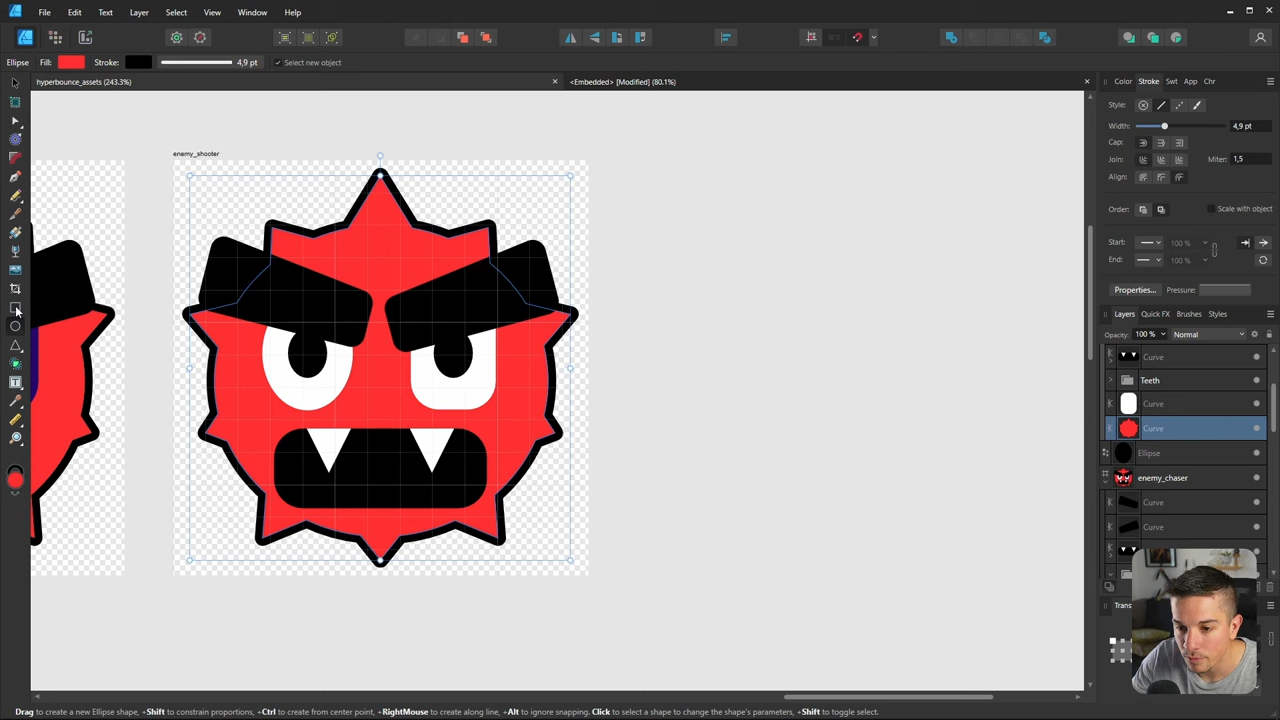 File Edit Text Layer Select View Window Help
Ellipse Fill: Stroke: 4,9 pt Select new object
hyperbounce_assets (243.3%) × <Embedded> [Modified] (80.1%) ×
Color Stroke Swt App Chr
Style:
Width: 4,9 pt
Cap:
Join: Miter: 1,5
Align:
Order: Scale with object
Start: 100 %
End: 100 %
Properties... Pressure:
Layers Quick FX Brushes Styles
Opacity: 100 % Normal
enemy_shooter
Curve
Teeth
Curve
Curve
Ellipse
enemy_chaser
Curve
Curve
Drag to create a new Ellipse shape, +Shift to constrain proportions, +Ctrl to create from center point, +RightMouse to create along line, +Alt to ignore snapping. Click to select a shape to change the shape's parameters, +Shift to toggle select.